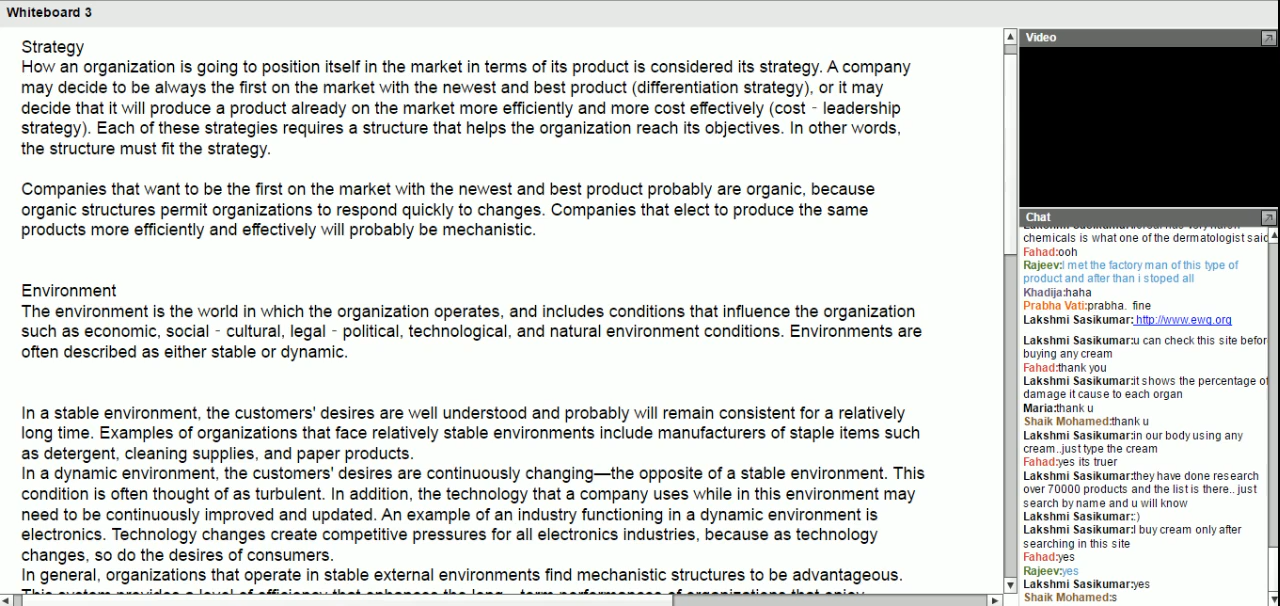 Whiteboard 3
Strategy
How an organization is going to position itself in the market in terms of its product is considered its strategy. A company
may decide to be always the first on the market with the newest and best product (differentiation strategy), or it may
decide that it will produce a product already on the market more efficiently and more cost effectively (cost - leadership
strategy). Each of these strategies requires a structure that helps the organization reach its objectives. In other words,
the structure must fit the strategy.
Companies that want to be the first on the market with the newest and best product probably are organic, because
organic structures permit organizations to respond quickly to changes. Companies that elect to produce the same
products more efficiently and effectively will probably be mechanistic.
Environment
The environment is the world in which the organization operates, and includes conditions that influence the organization
such as economic, social - cultural, legal - political, technological, and natural environment conditions. Environments are
often described as either stable or dynamic.
In a stable environment, the customers' desires are well understood and probably will remain consistent for a relatively
long time. Examples of organizations that face relatively stable environments include manufacturers of staple items such
as detergent, cleaning supplies, and paper products.
In a dynamic environment, the customers' desires are continuously changing—the opposite of a stable environment. This
condition is often thought of as turbulent. In addition, the technology that a company uses while in this environment may
need to be continuously improved and updated. An example of an industry functioning in a dynamic environment is
electronics. Technology changes create competitive pressures for all electronics industries, because as technology
changes, so do the desires of consumers.
In general, organizations that operate in stable external environments find mechanistic structures to be advantageous.
This system provides a level of efficiency that enhances the long - term performances of organizations that enjoy
Video
Chat
Lakshmi Sasikumar:
chemicals is what one of the dermatologist said
Fahad:ooh
Rajeev:I met the factory man of this type of
product and after than i stoped all
Khadija:haha
Prabha Vati:prabha. fine
Lakshmi Sasikumar: http://www.ewg.org
Lakshmi Sasikumar:u can check this site befor
buying any cream
Fahad:thank you
Lakshmi Sasikumar:it shows the percentage of
damage it cause to each organ
Maria:thank u
Shaik Mohamed:thank u
Lakshmi Sasikumar:in our body using any
cream..just type the cream
Fahad:yes its truer
Lakshmi Sasikumar:they have done research
over 70000 products and the list is there.. just
search by name and u will know
Lakshmi Sasikumar::)
Lakshmi Sasikumar:I buy cream only after
searching in this site
Fahad:yes
Rajeev:yes
Lakshmi Sasikumar:yes
Shaik Mohamed:s